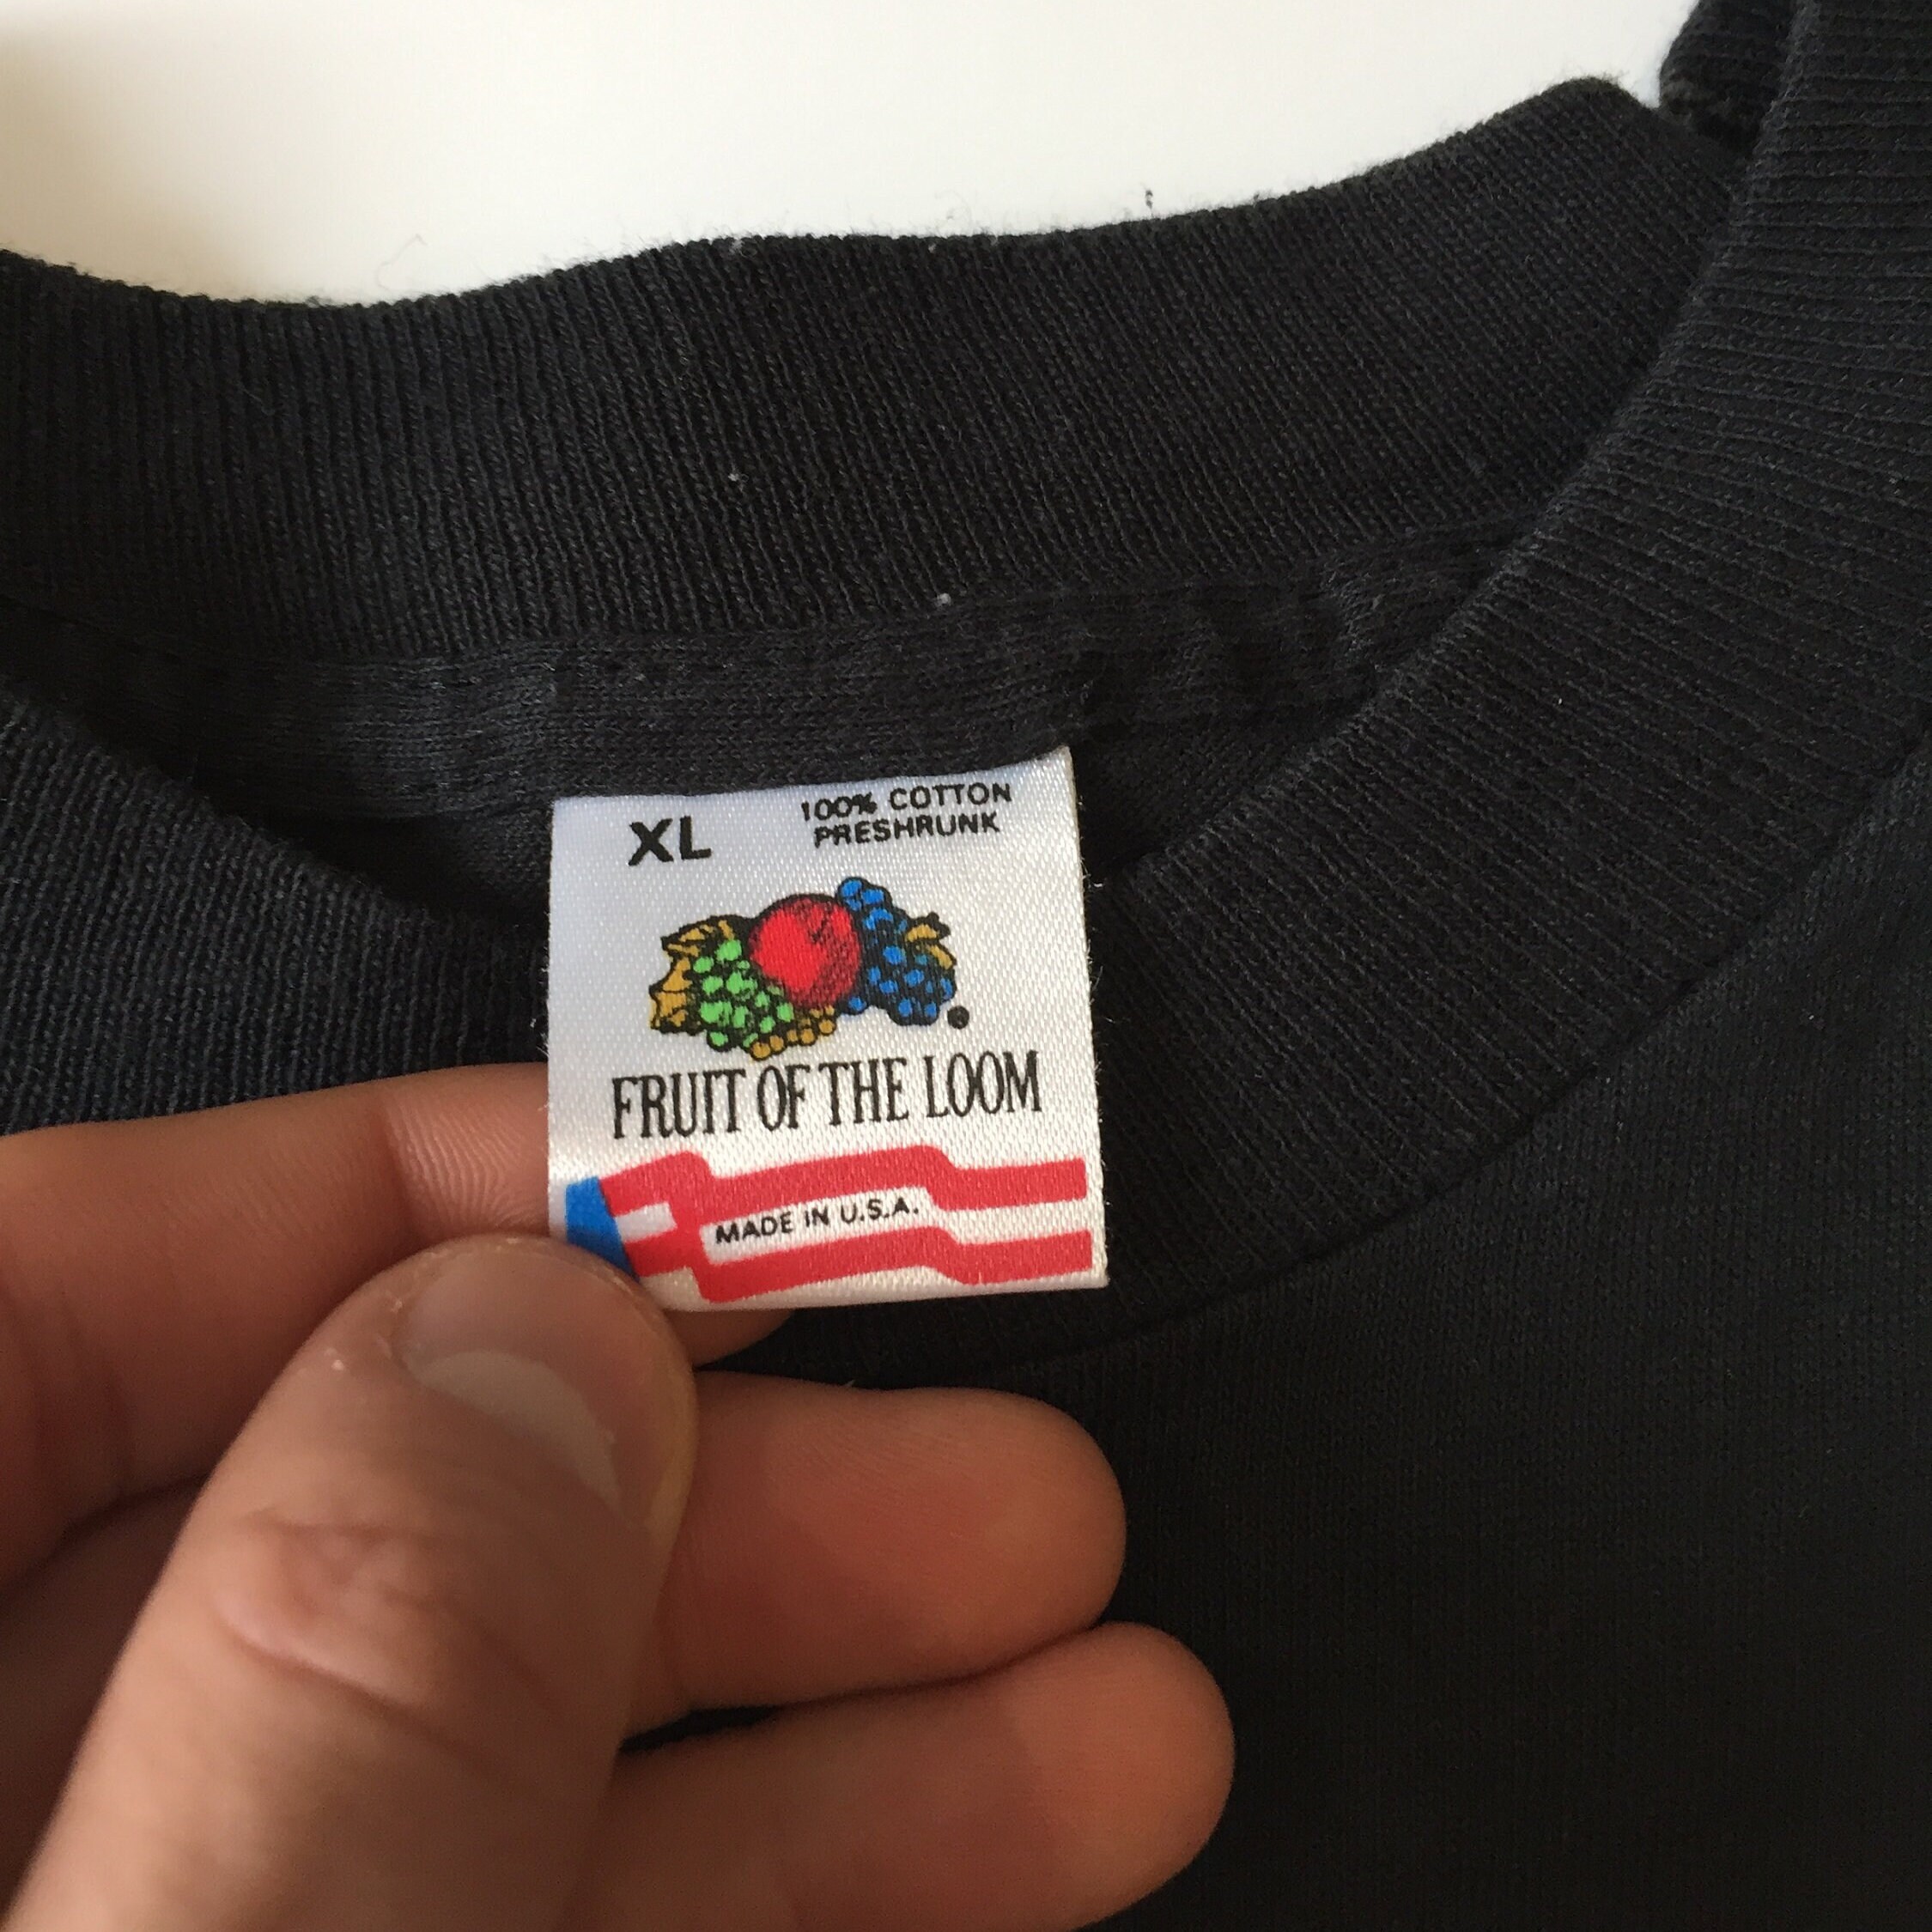 XL
100% COTTON
PRESHRUNK
FRUIT OF THE LOOM
MADE IN U.S.A.